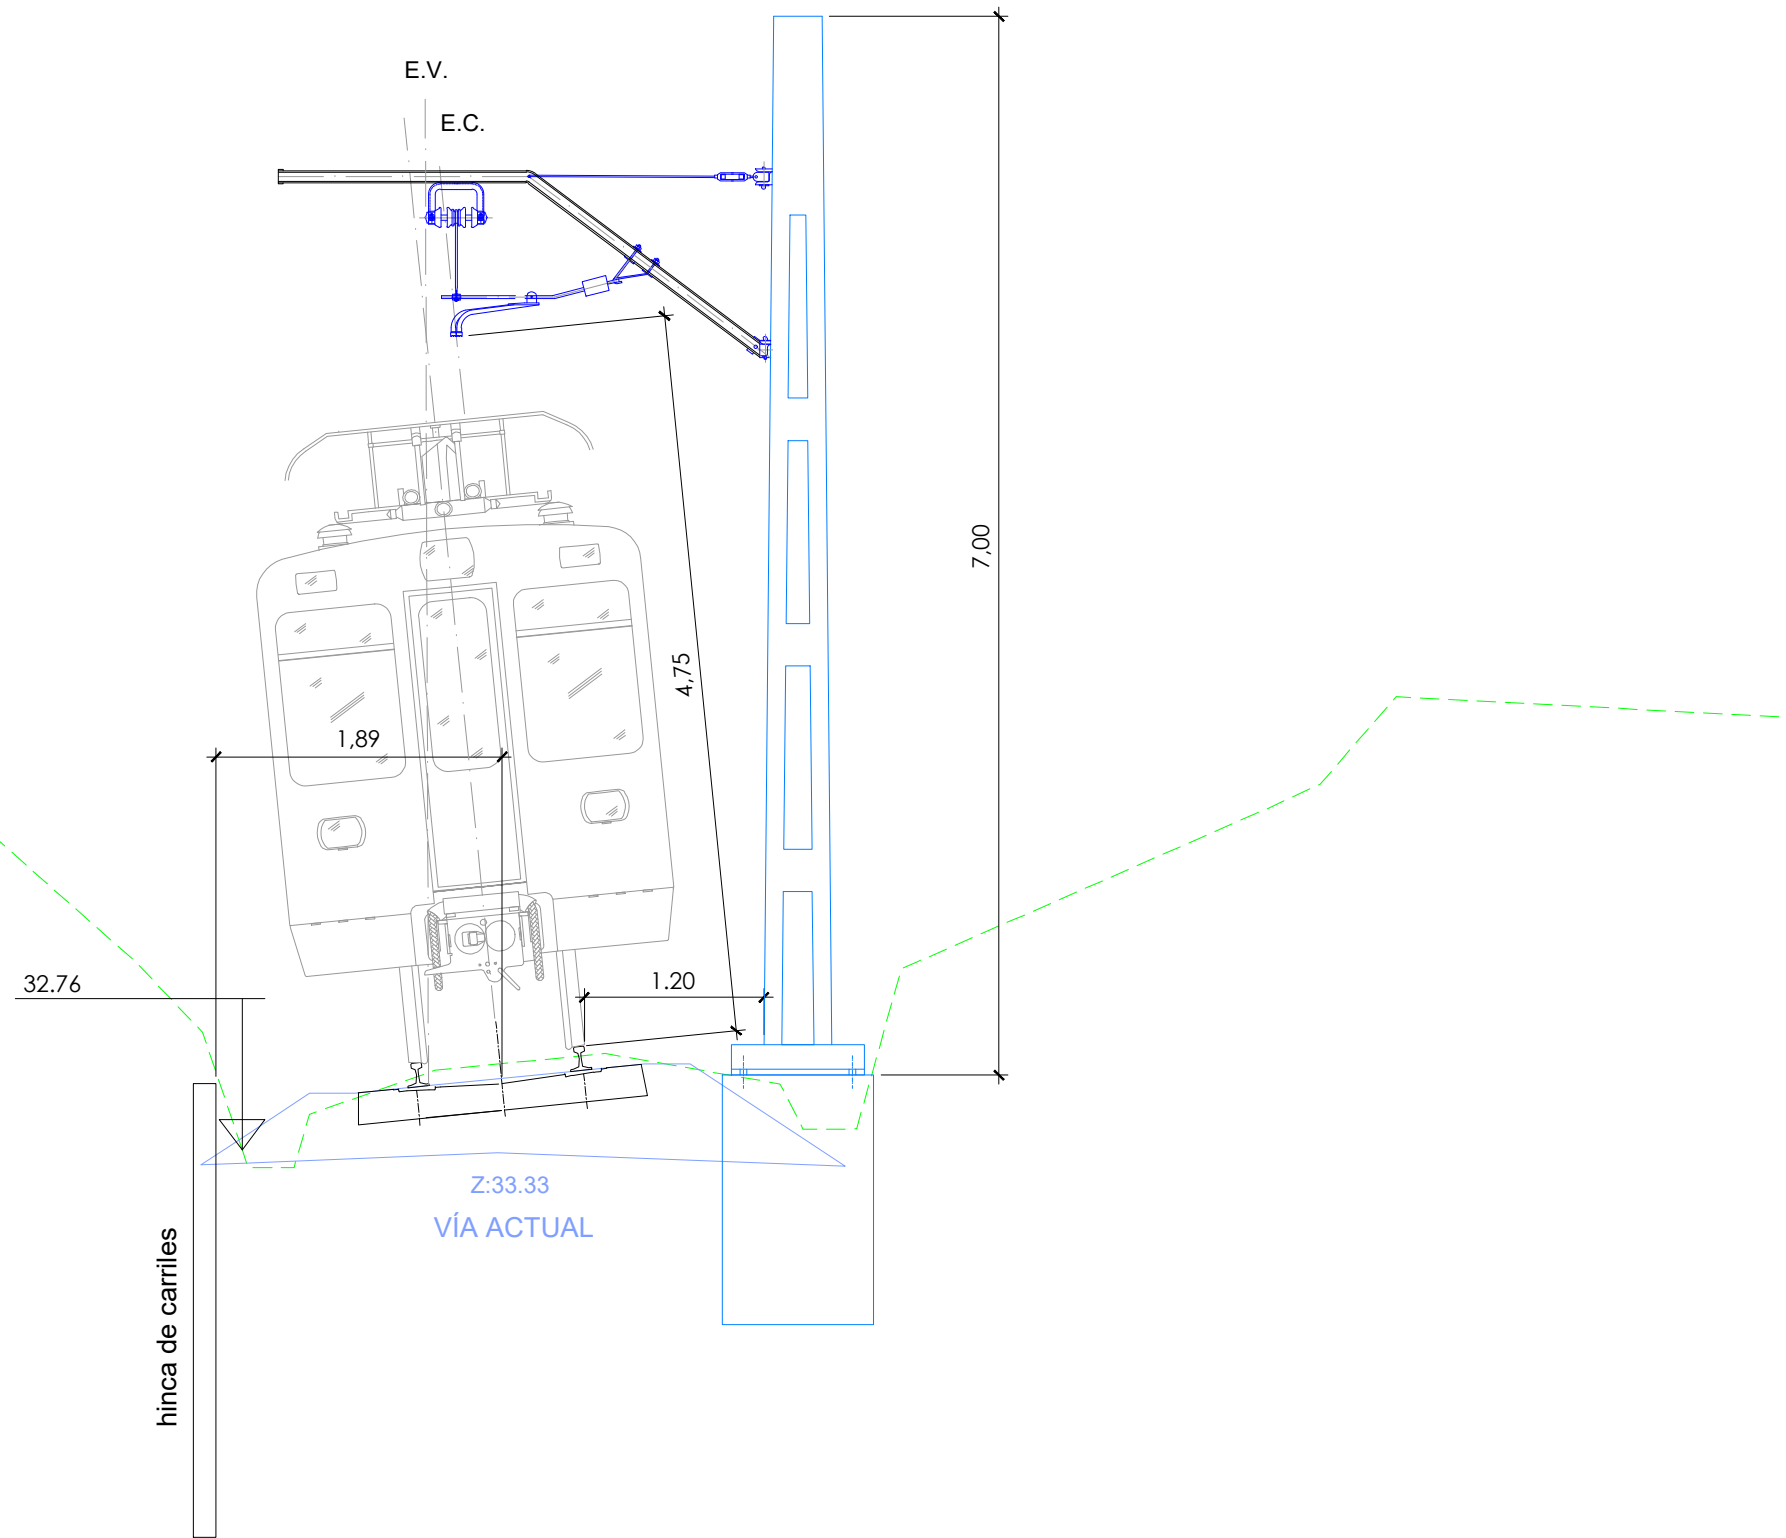 E.V.
E.C.
7,00
4,75
1,89
32.76
1.20
Z:33.33
VÍA ACTUAL
hinca de carriles